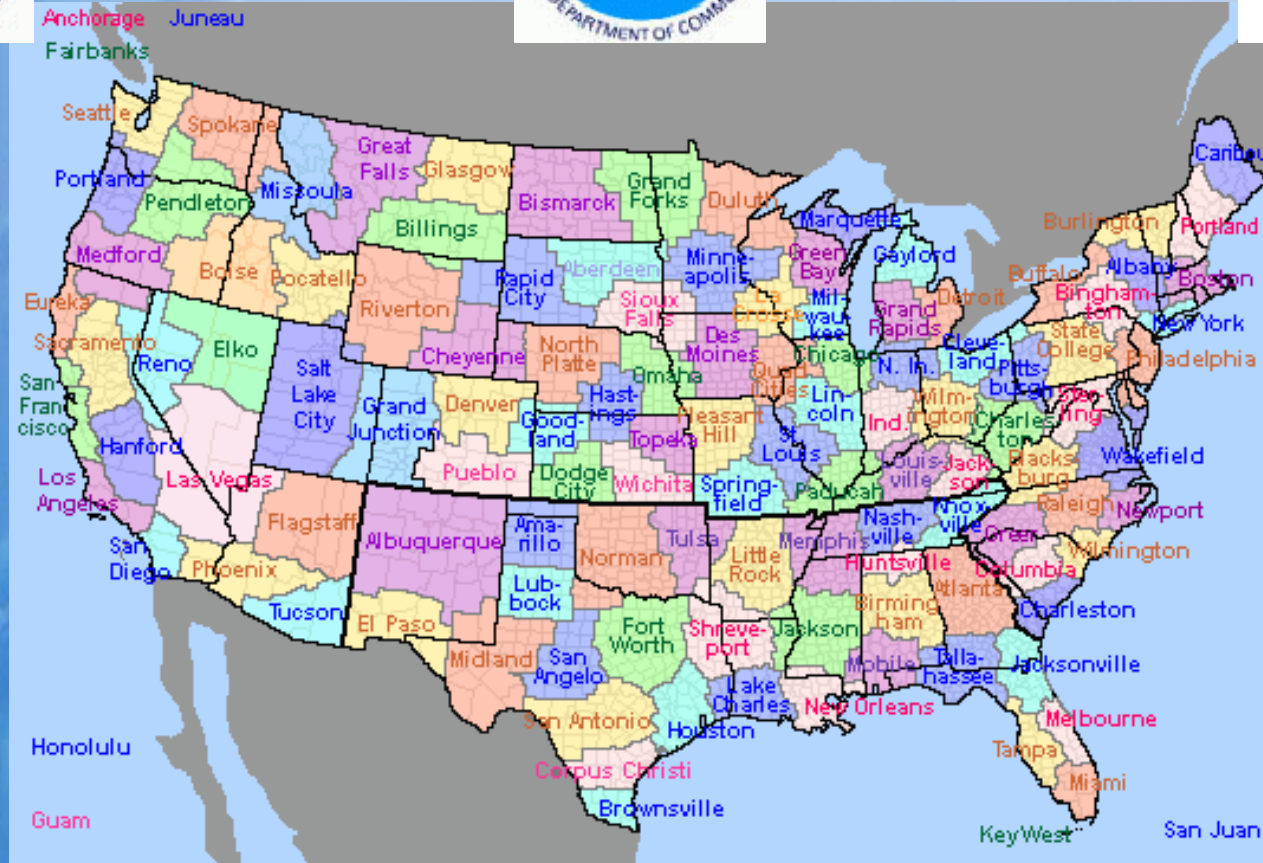 DEPARTMENT OF COMM
Anchorage
Juneau
Fairbanks
Seattle
Spokane
Great
Falls
Glasgow
Portland
Missoula
Pendleton
Billings
Bismarck
Grand
Forks
Duluth
Marquette
Caribou
Burlington
Portland
Medford
Boise
Pocatello
Riverton
Rapid
City
Aberdeen
Minne-
apolis
Green
Bay
Gaylord
Buffalo
Albany
Boston
Eureka
Sioux
Falls
La
Crosse
Mil-
wau-
kee
Grand
Rapids
Detroit
Bingham-
ton
New York
Sacramento
Reno
Elko
Salt
Lake
City
Cheyenne
North
Platte
Des
Moines
Omaha
Quad
Cities
Chicago
N. In.
Cleve-
land
Pitts-
burgh
State
College
Philadelphia
San-
Fran
cisco
Hanford
Grand
Junction
Denver
Good-
land
Hast-
ings
Topeka
Pleasant
Hill
Lin-
coln
St
Louis
Ind.
Wilm-
ington
Charles
ton
Ster-
ling
Los
Angeles
Las Vegas
Pueblo
Dodge
City
Wichita
Spring-
field
Paducah
Louis-
ville
Jack
son
Blacks
burg
Wakefield
San
Diego
Flagstaff
Albuquerque
Ama-
rillo
Norman
Tulsa
Little
Rock
Memphis
Nash-
ville
Knox
ville
Raleigh
Newport
Greer
Wilmington
Phoenix
Tucson
Lub-
bock
Huntsville
Columbia
Birming
ham
Atlanta
Charleston
El Paso
Midland
San
Angelo
Fort
Worth
Shreve-
port
Jackson
Mobile
Talla-
hassee
Jacksonville
San Antonio
Houston
Lake
Charles
New Orleans
Melbourne
Tampa
Miami
Honolulu
Corpus Christi
Brownsville
Guam
Key West
San Juan